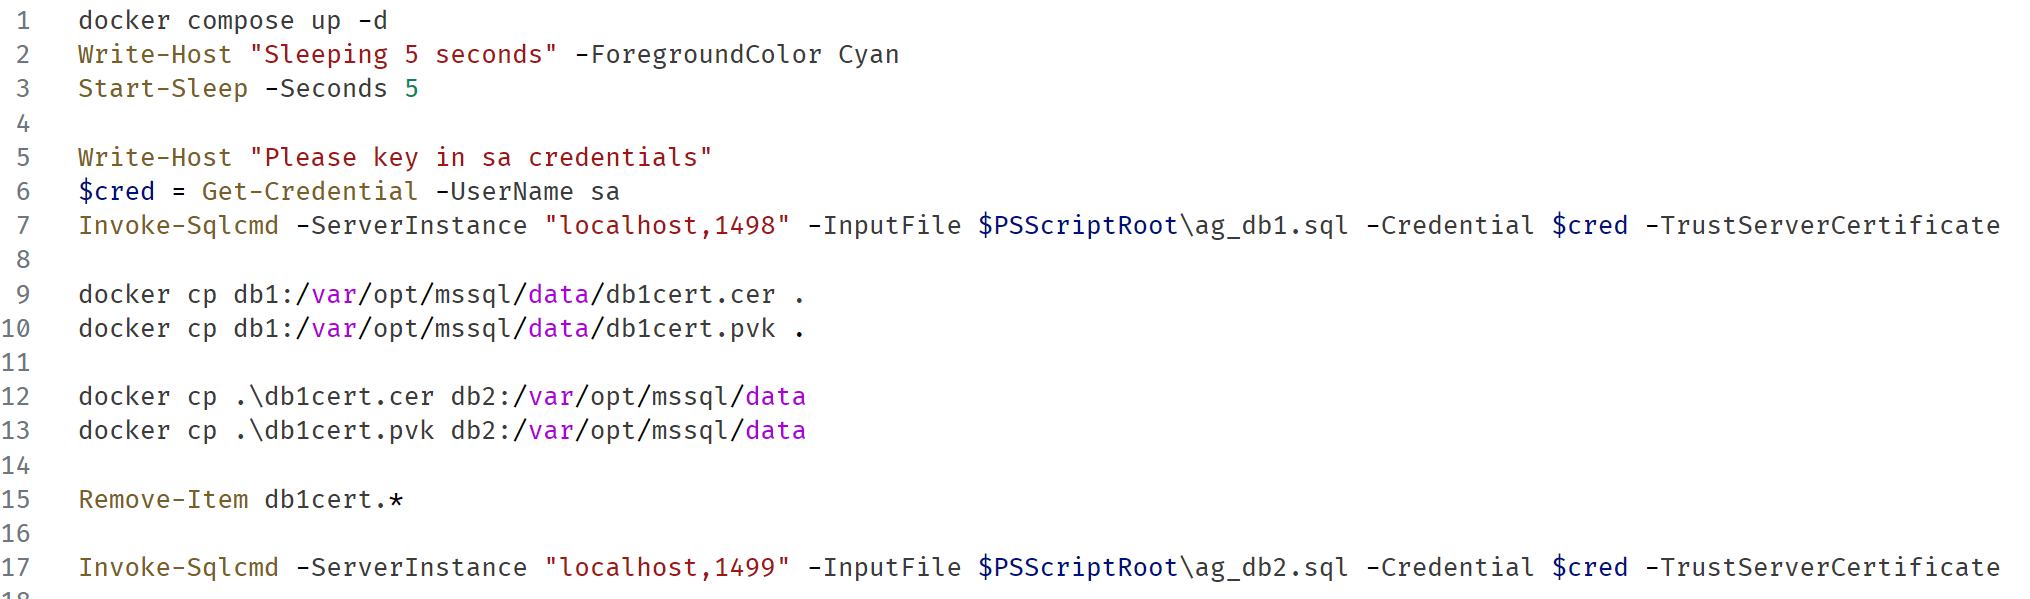 1 docker compose up -d
2 Write-Host "Sleeping 5 seconds" -ForegroundColor Cyan
3 Start-Sleep -Seconds 5
4
5 Write-Host "Please key in sa credentials"
6 $cred = Get-Credential -UserName sa
7 Invoke-Sqlcmd -ServerInstance "localhost,1498" -InputFile $PSScriptRoot\ag_db1.sql -Credential $cred -TrustServerCertificate
8
9 docker cp db1:/var/opt/mssql/data/db1cert.cer .
10 docker cp db1:/var/opt/mssql/data/db1cert.pvk .
11
12 docker cp .\db1cert.cer db2:/var/opt/mssql/data
13 docker cp .\db1cert.pvk db2:/var/opt/mssql/data
14
15 Remove-Item db1cert.*
16
17 Invoke-Sqlcmd -ServerInstance "localhost,1499" -InputFile $PSScriptRoot\ag_db2.sql -Credential $cred -TrustServerCertificate
18